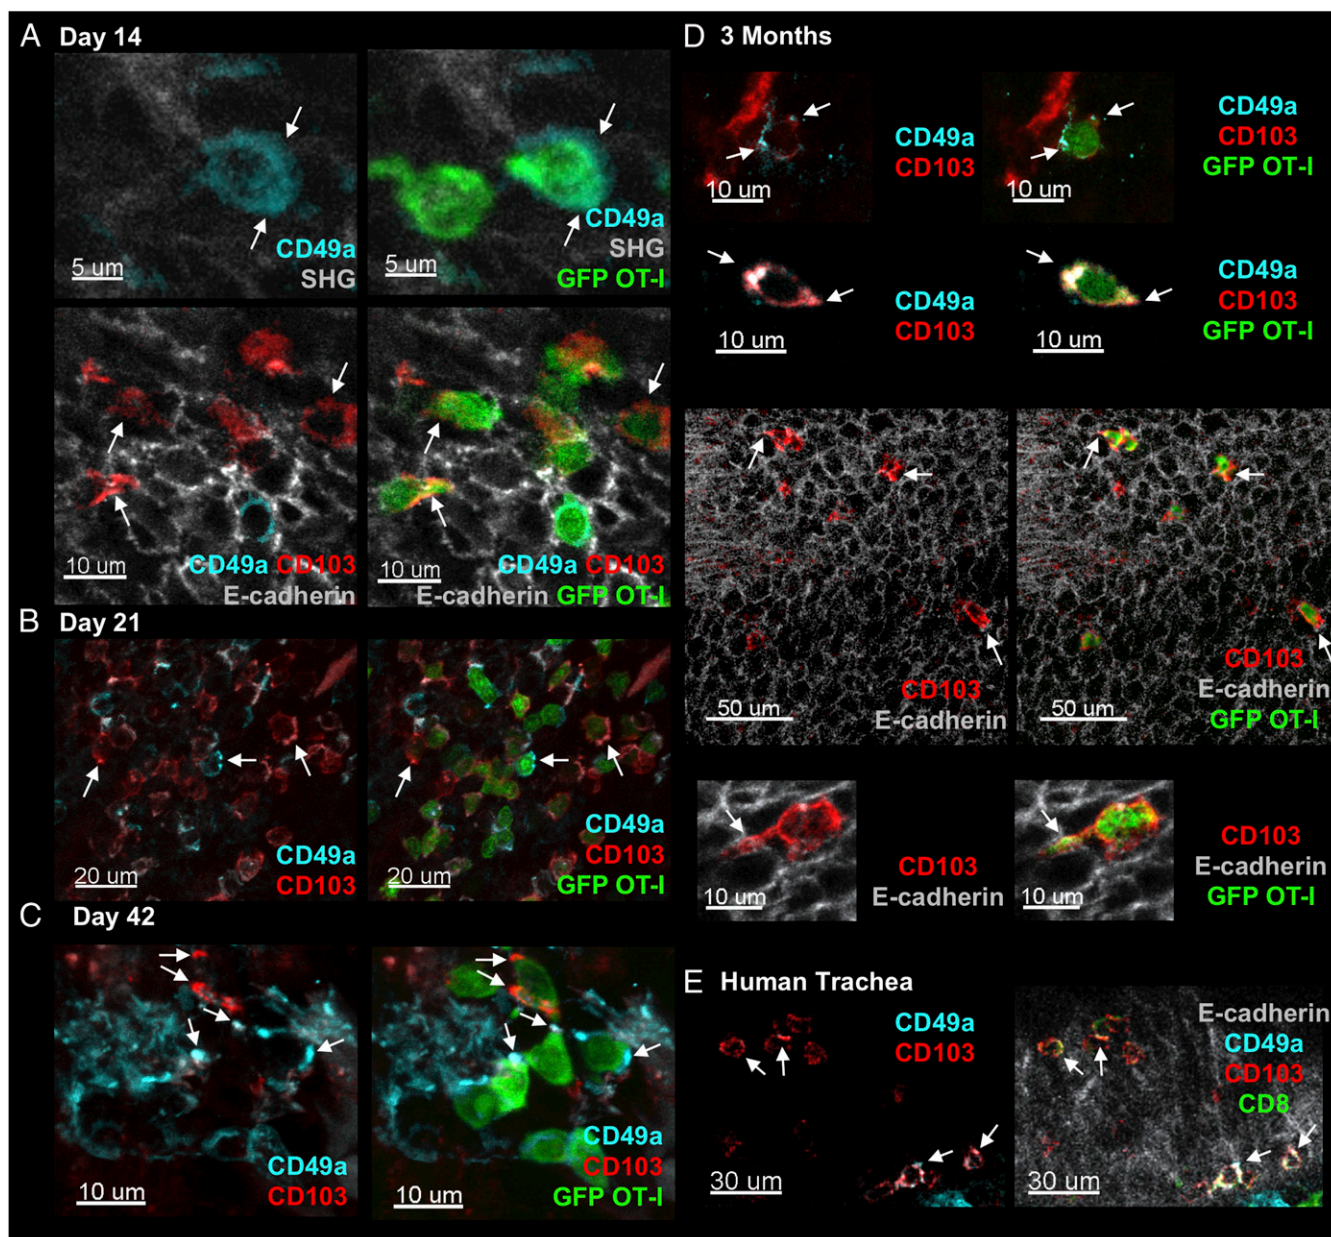 A Day 14
CD49a
SHG
5 um
CD49a
SHG
GFP OT-I
5 um
CD49a CD103
E-cadherin
10 um
CD49a CD103
E-cadherin GFP OT-I
10 um
B Day 21
CD49a
CD103
20 um
CD49a
CD103
GFP OT-I
20 um
C Day 42
CD49a
CD103
10 um
CD49a
CD103
GFP OT-I
10 um
D 3 Months
CD49a
CD103
10 um
CD49a
CD103
GFP OT-I
10 um
CD49a
CD103
10 um
CD49a
CD103
GFP OT-I
10 um
CD103
E-cadherin
50 um
CD103
E-cadherin
GFP OT-I
50 um
CD103
E-cadherin
10 um
CD103
E-cadherin
GFP OT-I
10 um
E Human Trachea
CD49a
CD103
30 um
E-cadherin
CD49a
CD103
CD8
30 um